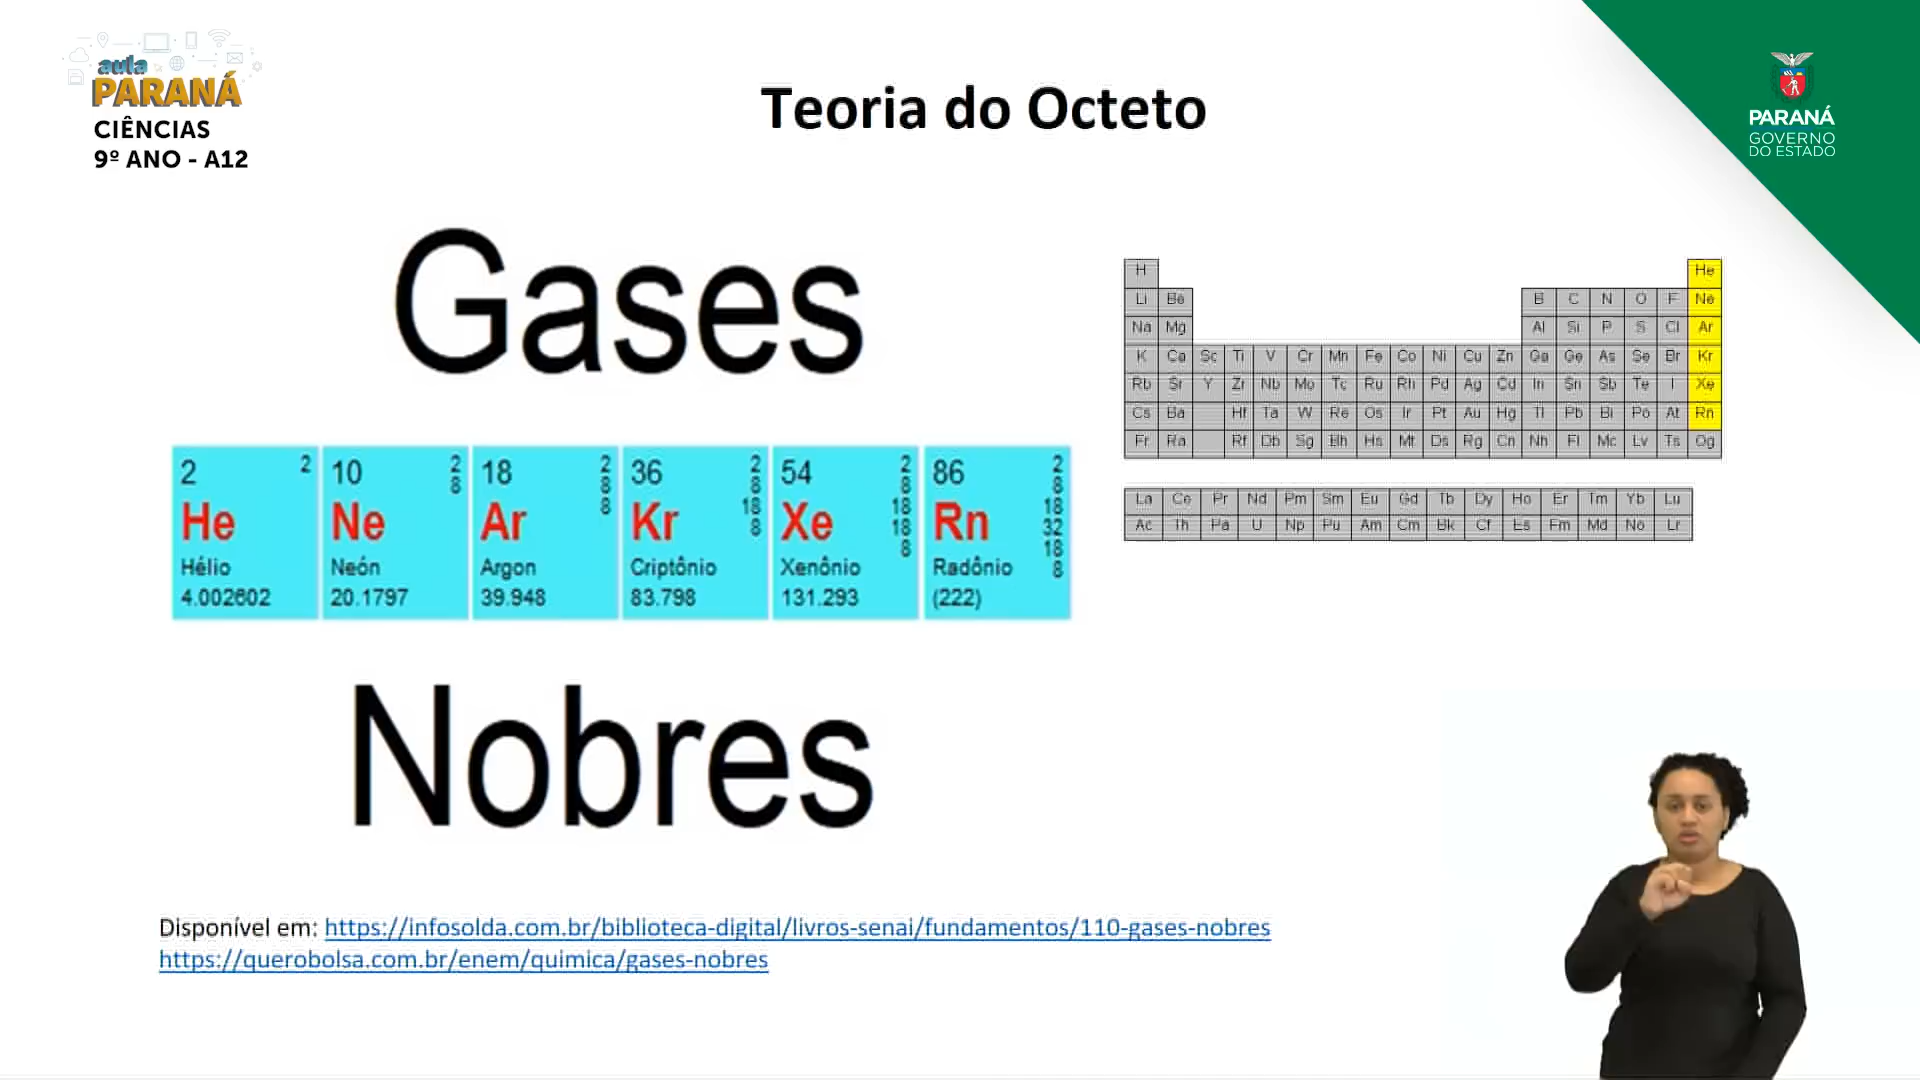 aula
PARANÁ
CIÊNCIAS
9º ANO - A12
Teoria do Octeto
PARANÁ
GOVERNO
DO ESTADO
Gases
2 2
He
Hélio
4.002602
10 2 8
Ne
Neón
20.1797
18 2 8 8
Ar
Argon
39.948
36 2 8 18 8
Kr
Criptônio
83.798
54 2 8 18 18 8
Xe
Xenônio
131.293
86 2 8 18 32 18 8
Rn
Radônio
(222)
Nobres
H He
Li Be B C N O F Ne
Na Mg Al Si P S Cl Ar
K Ca Sc Ti V Cr Mn Fe Co Ni Cu Zn Ga Ge As Se Br Kr
Rb Sr Y Zr Nb Mo Tc Ru Rh Pd Ag Cd In Sn Sb Te I Xe
Cs Ba Hf Ta W Re Os Ir Pt Au Hg Tl Pb Bi Po At Rn
Fr Ra Rf Db Sg Bh Hs Mt Ds Rg Cn Nh Fl Mc Lv Ts Og
La Ce Pr Nd Pm Sm Eu Gd Tb Dy Ho Er Tm Yb Lu
Ac Th Pa U Np Pu Am Cm Bk Cf Es Fm Md No Lr
Disponível em: https://infosolda.com.br/biblioteca-digital/livros-senai/fundamentos/110-gases-nobres
https://querobolsa.com.br/enem/quimica/gases-nobres